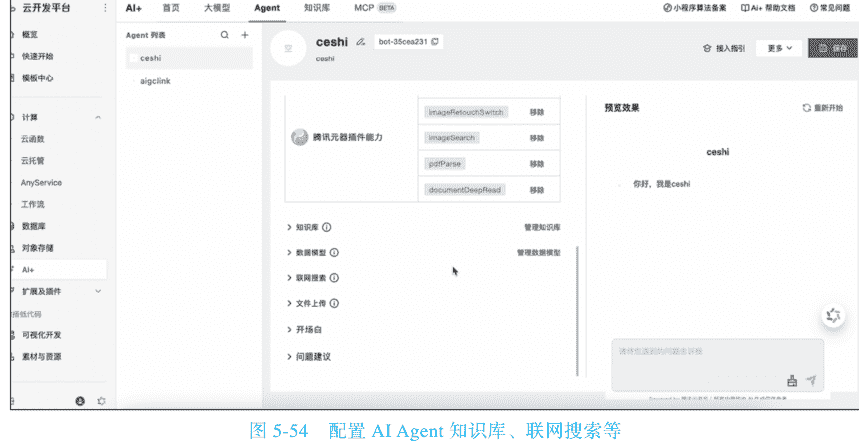 云开发平台
AI+ 首页 大模型 Agent 知识库 MCP BETA
小程序算法备案 AI+ 帮助文档 常见问题
概览
快速开始
模板中心
计算
云函数
云托管
AnyService
工作流
数据库
对象存储
AI+
扩展及插件
低代码
可视化开发
素材与资源
Agent 列表
ceshi
aigclink
空
ceshi
bot-35cea231
ceshi
接入指引
更多
腾讯元器插件能力
imageRetouchSwitch 移除
imageSearch 移除
pdfParse 移除
documentDeepRead 移除
知识库 管理知识库
数据模型 管理数据模型
联网搜索
文件上传
开场白
问题建议
预览效果 重新开始
ceshi
你好，我是ceshi
图 5-54 配置 AI Agent 知识库、联网搜索等